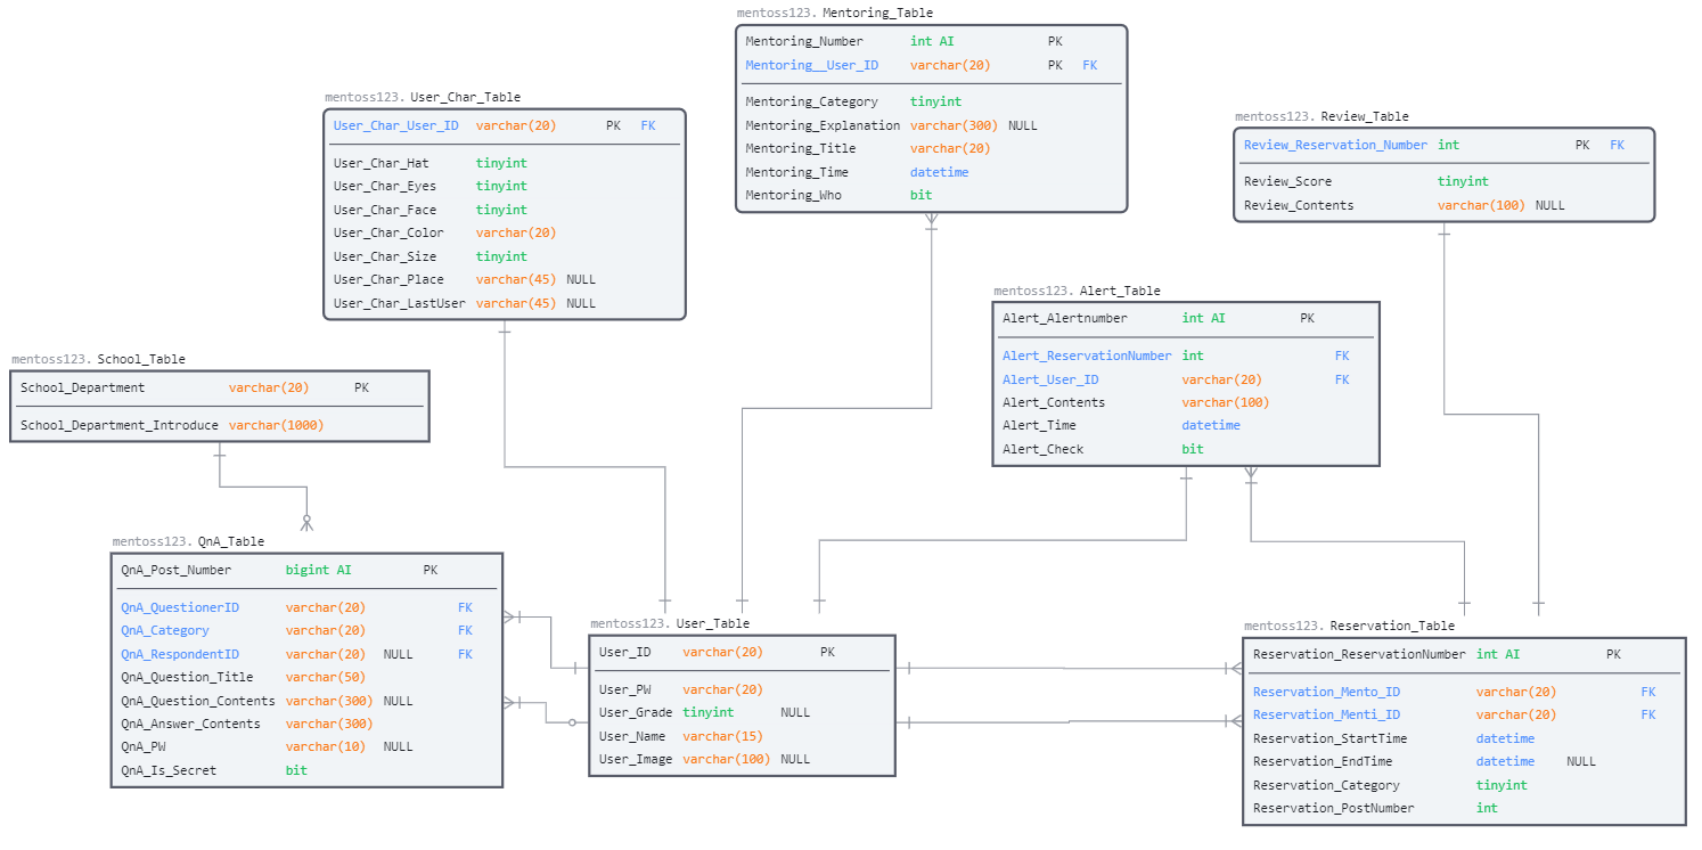 mentoss123. Mentoring_Table
Mentoring_Number int AI PK
Mentoring__User_ID varchar(20) PK FK
Mentoring_Category tinyint
Mentoring_Explanation varchar(300) NULL
Mentoring_Title varchar(20)
Mentoring_Time datetime
Mentoring_Who bit
mentoss123. User_Char_Table
User_Char_User_ID varchar(20) PK FK
User_Char_Hat tinyint
User_Char_Eyes tinyint
User_Char_Face tinyint
User_Char_Color varchar(20)
User_Char_Size tinyint
User_Char_Place varchar(45) NULL
User_Char_LastUser varchar(45) NULL
mentoss123. Review_Table
Review_Reservation_Number int PK FK
Review_Score tinyint
Review_Contents varchar(100) NULL
mentoss123. Alert_Table
Alert_Alertnumber int AI PK
Alert_ReservationNumber int FK
Alert_User_ID varchar(20) FK
Alert_Contents varchar(100)
Alert_Time datetime
Alert_Check bit
mentoss123. School_Table
School_Department varchar(20) PK
School_Department_Introduce varchar(1000)
mentoss123. QnA_Table
QnA_Post_Number bigint AI PK
QnA_QuestionerID varchar(20) FK
QnA_Category varchar(20) FK
QnA_RespondentID varchar(20) NULL FK
QnA_Question_Title varchar(50)
QnA_Question_Contents varchar(300) NULL
QnA_Answer_Contents varchar(300)
QnA_PW varchar(10) NULL
QnA_Is_Secret bit
mentoss123. User_Table
User_ID varchar(20) PK
User_PW varchar(20)
User_Grade tinyint NULL
User_Name varchar(15)
User_Image varchar(100) NULL
mentoss123. Reservation_Table
Reservation_ReservationNumber int AI PK
Reservation_Mento_ID varchar(20) FK
Reservation_Menti_ID varchar(20) FK
Reservation_StartTime datetime
Reservation_EndTime datetime NULL
Reservation_Category tinyint
Reservation_PostNumber int